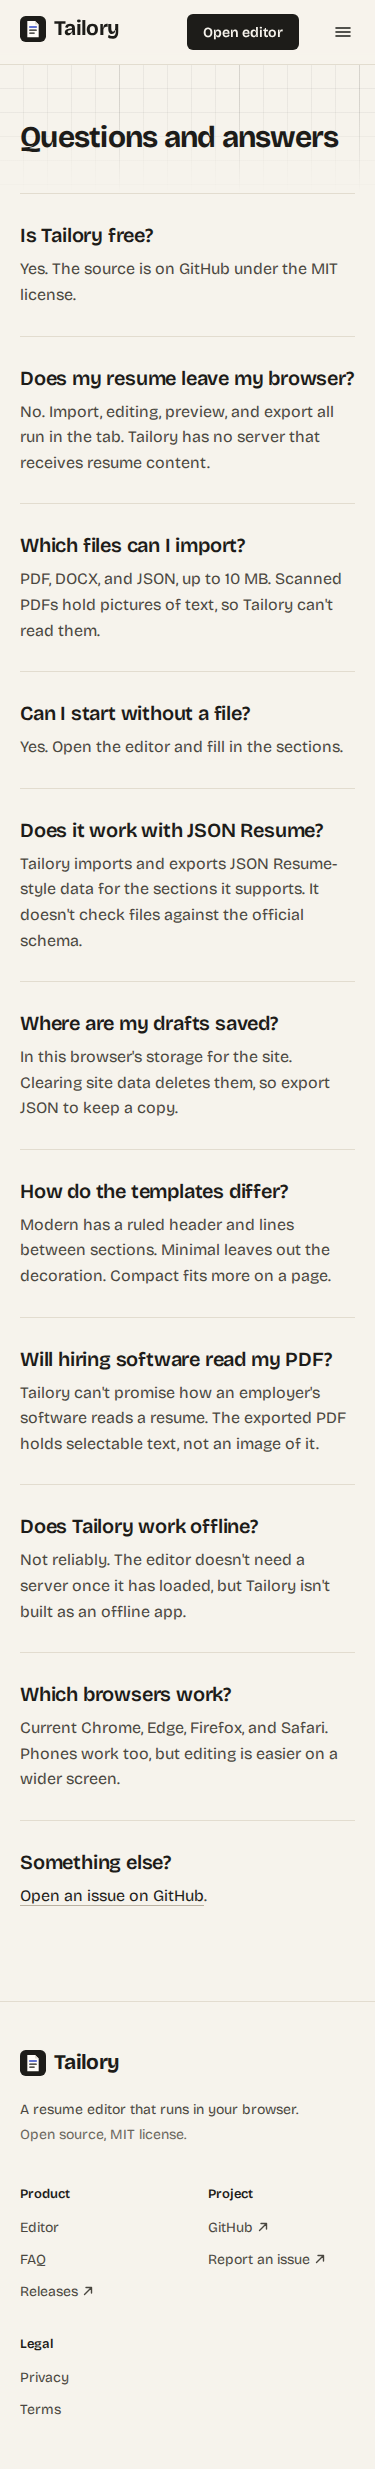 Tailory
Open editor
Questions and answers
Is Tailory free?
Yes. The source is on GitHub under the MIT
license.
Does my resume leave my browser?
No. Import, editing, preview, and export all
run in the tab. Tailory has no server that
receives resume content.
Which files can I import?
PDF, DOCX, and JSON, up to 10 MB. Scanned
PDFs hold pictures of text, so Tailory can't
read them.
Can I start without a file?
Yes. Open the editor and fill in the sections.
Does it work with JSON Resume?
Tailory imports and exports JSON Resume-
style data for the sections it supports. It
doesn't check files against the official
schema.
Where are my drafts saved?
In this browser's storage for the site.
Clearing site data deletes them, so export
JSON to keep a copy.
How do the templates differ?
Modern has a ruled header and lines
between sections. Minimal leaves out the
decoration. Compact fits more on a page.
Will hiring software read my PDF?
Tailory can't promise how an employer's
software reads a resume. The exported PDF
holds selectable text, not an image of it.
Does Tailory work offline?
Not reliably. The editor doesn't need a
server once it has loaded, but Tailory isn't
built as an offline app.
Which browsers work?
Current Chrome, Edge, Firefox, and Safari.
Phones work too, but editing is easier on a
wider screen.
Something else?
Open an issue on GitHub.
Tailory
A resume editor that runs in your browser.
Open source, MIT license.
Product
Editor
FAQ
Releases ↗
Project
GitHub ↗
Report an issue ↗
Legal
Privacy
Terms